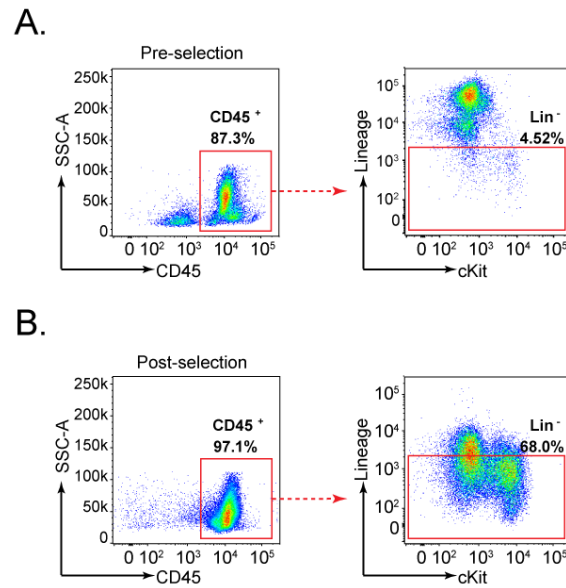 A.
Pre-selection
250k
200k
150k
100k
50k
0
SSC-A
CD45 +
87.3%
0 10² 10³ 10⁴ 10⁵
CD45
10⁵
10⁴
10³
10²
0
Lineage
Lin -
4.52%
0 10² 10³ 10⁴
cKit
B.
Post-selection
250k
200k
150k
100k
50k
0
SSC-A
CD45 +
97.1%
0 10² 10³ 10⁴ 10⁵
CD45
10⁵
10⁴
10³
10²
0
Lineage
Lin -
68.0%
0 10² 10³ 10⁴
cKit